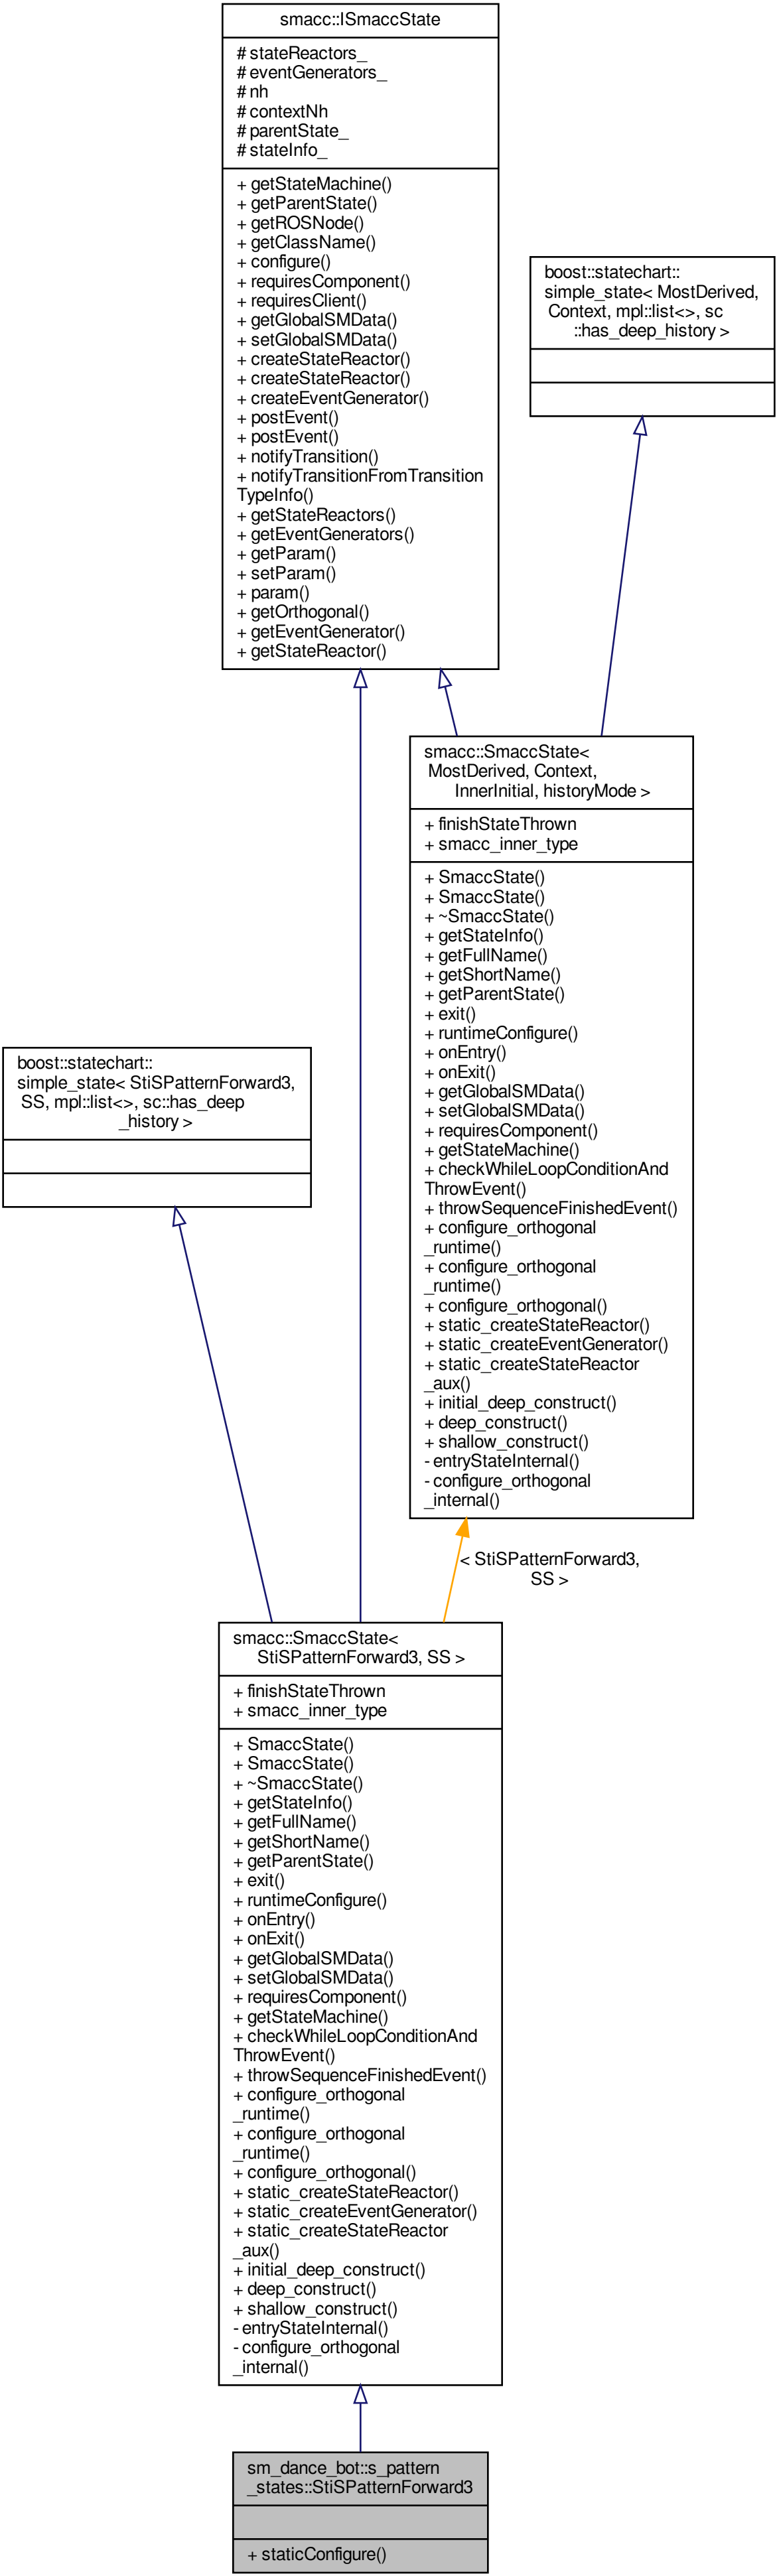 smacc::ISmaccState
# stateReactors_
# eventGenerators_
# nh
# contextNh
# parentState_
# stateInfo_
+ getStateMachine()
+ getParentState()
+ getROSNode()
+ getClassName()
+ configure()
+ requiresComponent()
+ requiresClient()
+ getGlobalSMData()
+ setGlobalSMData()
+ createStateReactor()
+ createStateReactor()
+ createEventGenerator()
+ postEvent()
+ postEvent()
+ notifyTransition()
+ notifyTransitionFromTransition
TypeInfo()
+ getStateReactors()
+ getEventGenerators()
+ getParam()
+ setParam()
+ param()
+ getOrthogonal()
+ getEventGenerator()
+ getStateReactor()
boost::statechart::
simple_state< MostDerived,
Context, mpl::list<>, sc
::has_deep_history >
smacc::SmaccState<
MostDerived, Context,
InnerInitial, historyMode >
+ finishStateThrown
+ smacc_inner_type
+ SmaccState()
+ SmaccState()
+ ~SmaccState()
+ getStateInfo()
+ getFullName()
+ getShortName()
+ getParentState()
+ exit()
+ runtimeConfigure()
+ onEntry()
+ onExit()
+ getGlobalSMData()
+ setGlobalSMData()
+ requiresComponent()
+ getStateMachine()
+ checkWhileLoopConditionAnd
ThrowEvent()
+ throwSequenceFinishedEvent()
+ configure_orthogonal
_runtime()
+ configure_orthogonal
_runtime()
+ configure_orthogonal()
+ static_createStateReactor()
+ static_createEventGenerator()
+ static_createStateReactor
_aux()
+ initial_deep_construct()
+ deep_construct()
+ shallow_construct()
- entryStateInternal()
- configure_orthogonal
_internal()
boost::statechart::
simple_state< StiSPatternForward3,
SS, mpl::list<>, sc::has_deep
_history >
< StiSPatternForward3,
SS >
smacc::SmaccState<
StiSPatternForward3, SS >
+ finishStateThrown
+ smacc_inner_type
+ SmaccState()
+ SmaccState()
+ ~SmaccState()
+ getStateInfo()
+ getFullName()
+ getShortName()
+ getParentState()
+ exit()
+ runtimeConfigure()
+ onEntry()
+ onExit()
+ getGlobalSMData()
+ setGlobalSMData()
+ requiresComponent()
+ getStateMachine()
+ checkWhileLoopConditionAnd
ThrowEvent()
+ throwSequenceFinishedEvent()
+ configure_orthogonal
_runtime()
+ configure_orthogonal
_runtime()
+ configure_orthogonal()
+ static_createStateReactor()
+ static_createEventGenerator()
+ static_createStateReactor
_aux()
+ initial_deep_construct()
+ deep_construct()
+ shallow_construct()
- entryStateInternal()
- configure_orthogonal
_internal()
sm_dance_bot::s_pattern
_states::StiSPatternForward3
+ staticConfigure()